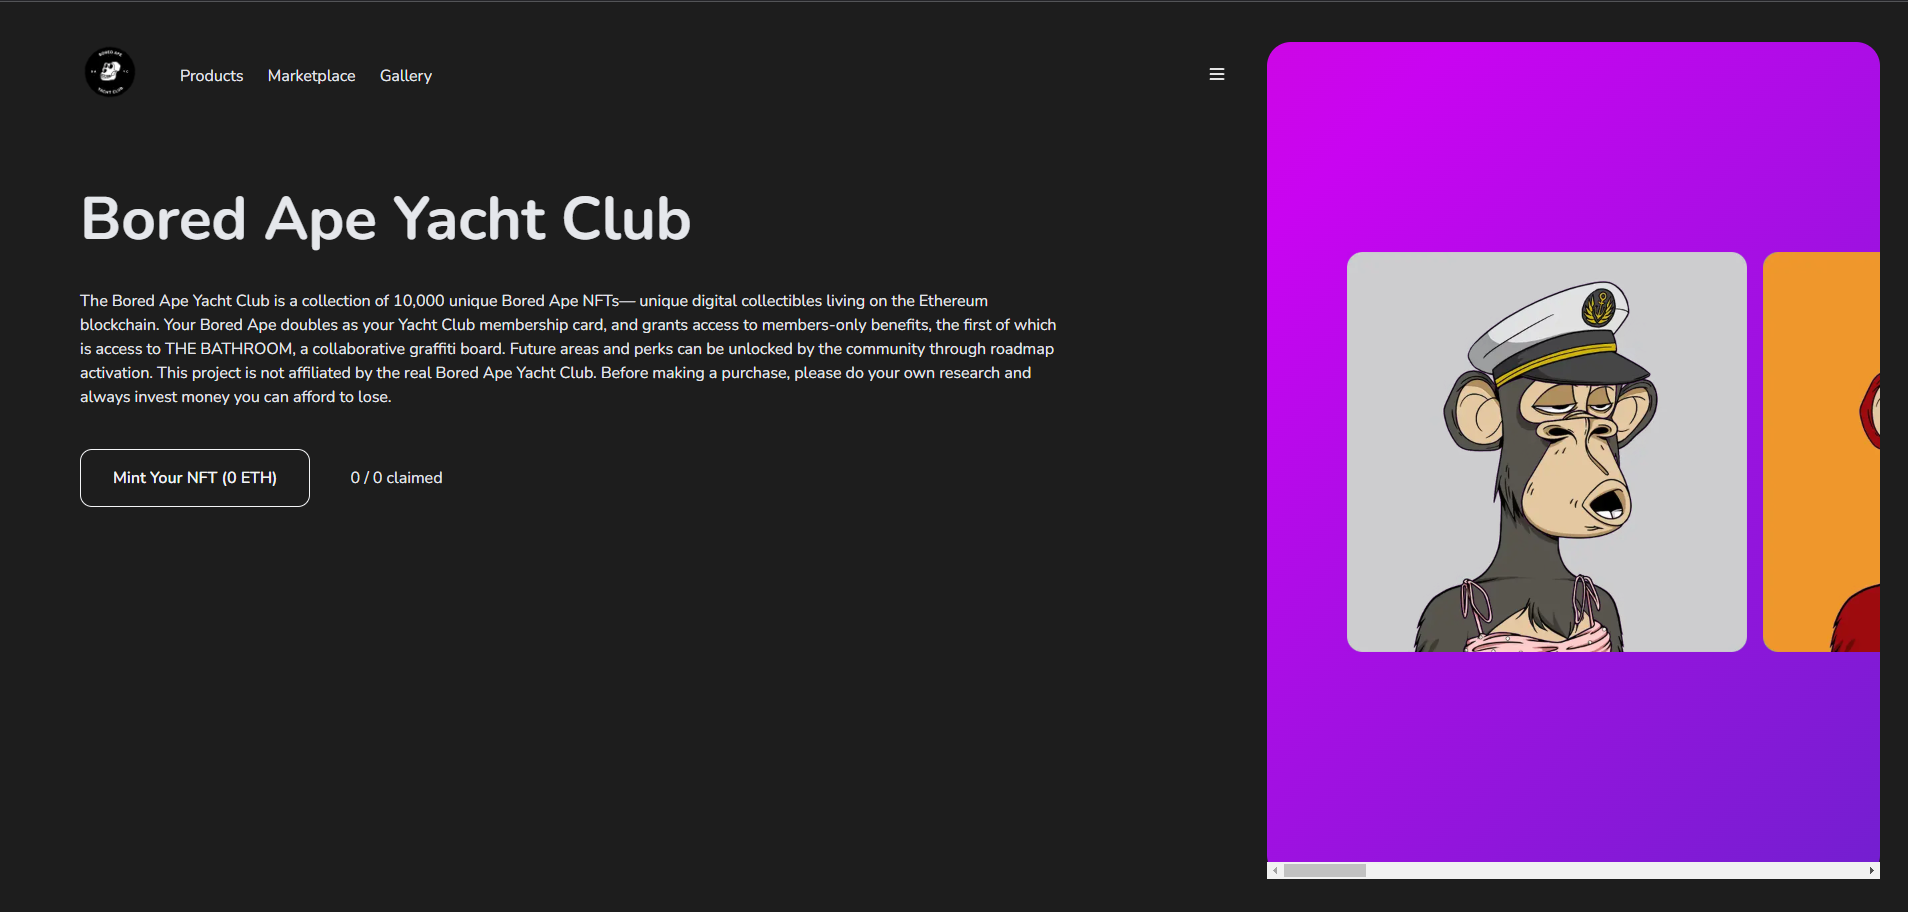 BORED APE
YACHT CLUB
Products Marketplace Gallery
Bored Ape Yacht Club
The Bored Ape Yacht Club is a collection of 10,000 unique Bored Ape NFTs— unique digital collectibles living on the Ethereum
blockchain. Your Bored Ape doubles as your Yacht Club membership card, and grants access to members-only benefits, the first of which
is access to THE BATHROOM, a collaborative graffiti board. Future areas and perks can be unlocked by the community through roadmap
activation. This project is not affiliated by the real Bored Ape Yacht Club. Before making a purchase, please do your own research and
always invest money you can afford to lose.
Mint Your NFT (0 ETH) 0 / 0 claimed